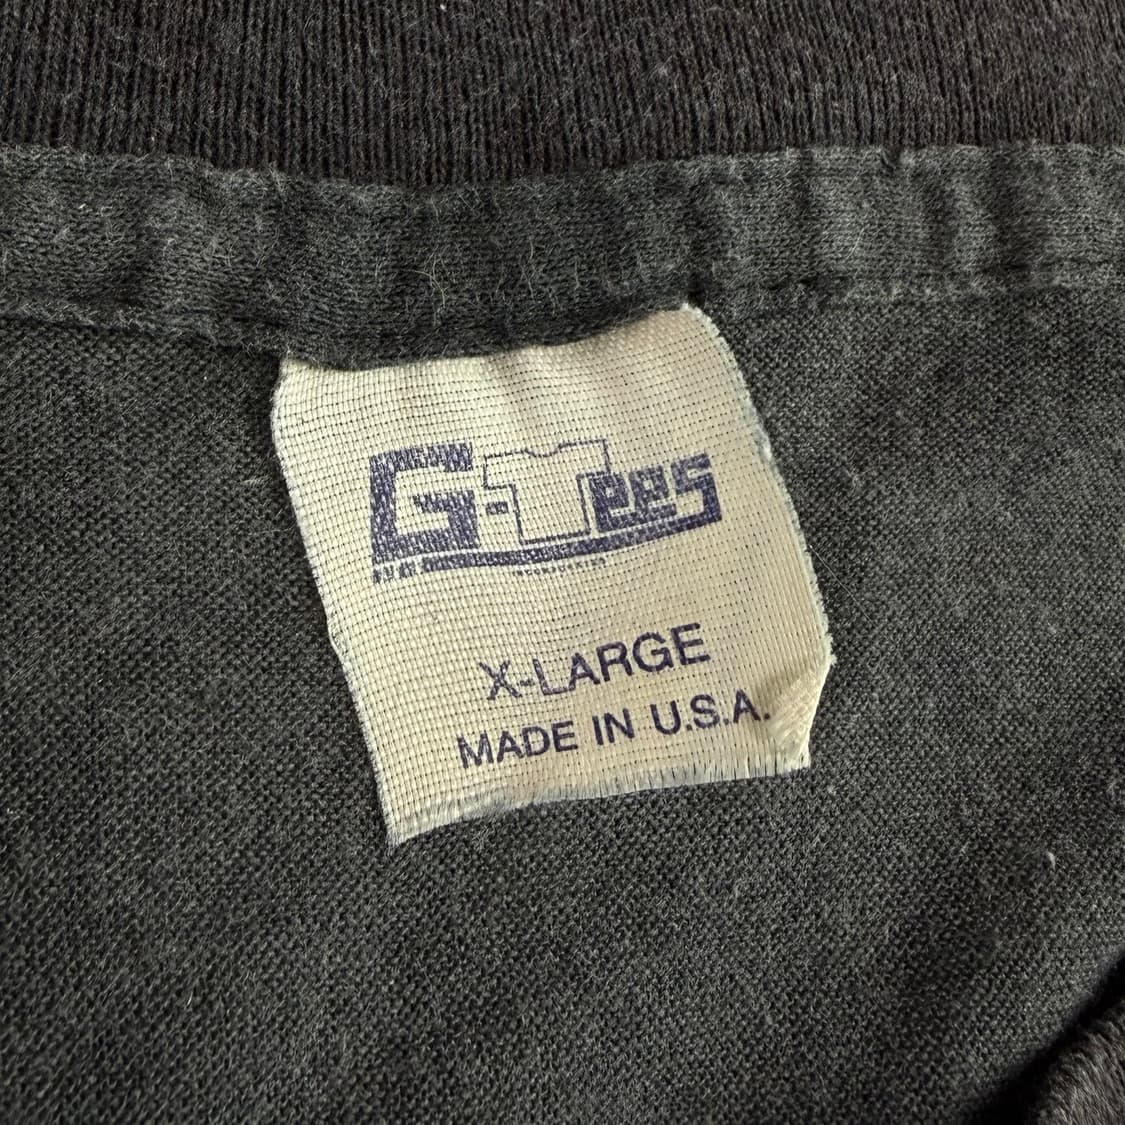 G-Tees
X-LARGE
MADE IN U.S.A.